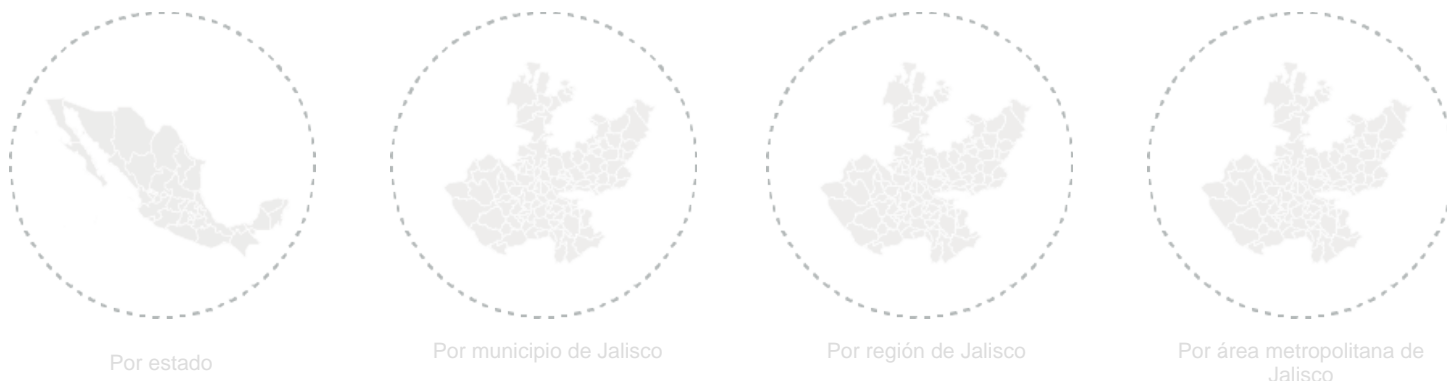 Por estado
Por municipio de Jalisco
Por región de Jalisco
Por área metropolitana de
Jalisco